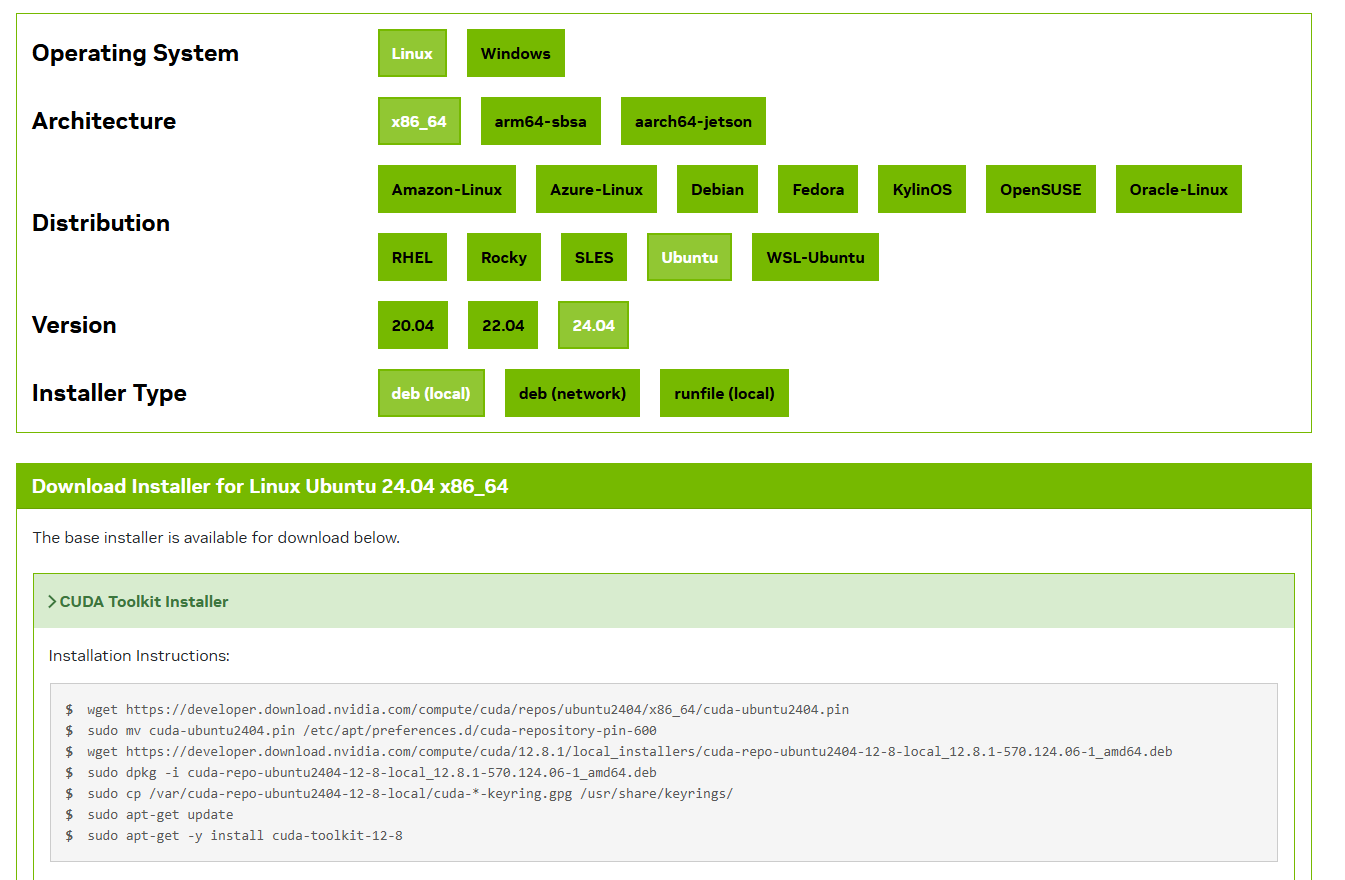 Operating System
Linux Windows
Architecture
x86_64 arm64-sbsa aarch64-jetson
Distribution
Amazon-Linux Azure-Linux Debian Fedora KylinOS OpenSUSE Oracle-Linux
RHEL Rocky SLES Ubuntu WSL-Ubuntu
Version
20.04 22.04 24.04
Installer Type
deb (local) deb (network) runfile (local)
Download Installer for Linux Ubuntu 24.04 x86_64
The base installer is available for download below.
> CUDA Toolkit Installer
Installation Instructions:
$ wget https://developer.download.nvidia.com/compute/cuda/repos/ubuntu2404/x86_64/cuda-ubuntu2404.pin
$ sudo mv cuda-ubuntu2404.pin /etc/apt/preferences.d/cuda-repository-pin-600
$ wget https://developer.download.nvidia.com/compute/cuda/12.8.1/local_installers/cuda-repo-ubuntu2404-12-8-local_12.8.1-570.124.06-1_amd64.deb
$ sudo dpkg -i cuda-repo-ubuntu2404-12-8-local_12.8.1-570.124.06-1_amd64.deb
$ sudo cp /var/cuda-repo-ubuntu2404-12-8-local/cuda-*-keyring.gpg /usr/share/keyrings/
$ sudo apt-get update
$ sudo apt-get -y install cuda-toolkit-12-8